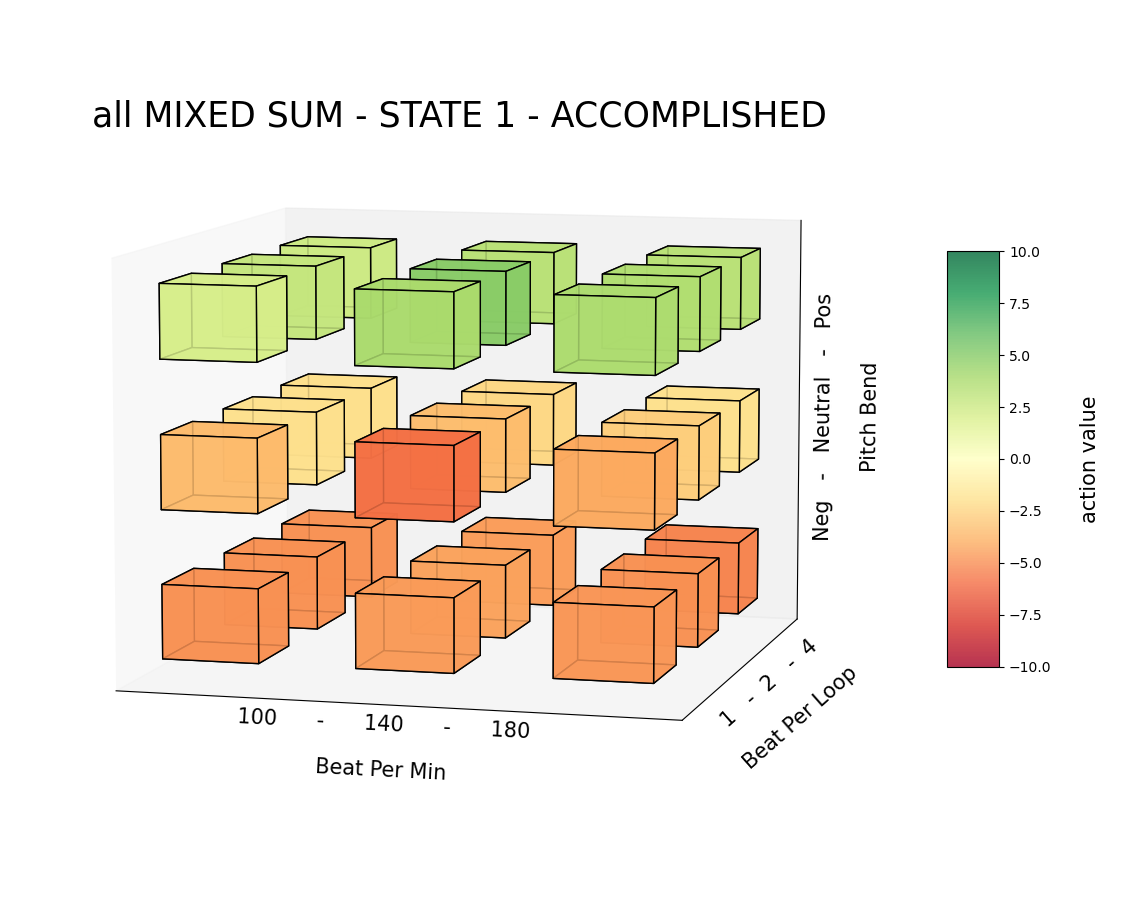 all MIXED SUM - STATE 1 - ACCOMPLISHED
Neg - Neutral - Pos
Pitch Bend
100 - 140 - 180
Beat Per Min
1 - 2 - 4
Beat Per Loop
10.0
7.5
5.0
2.5
0.0
−2.5
−5.0
−7.5
−10.0
action value